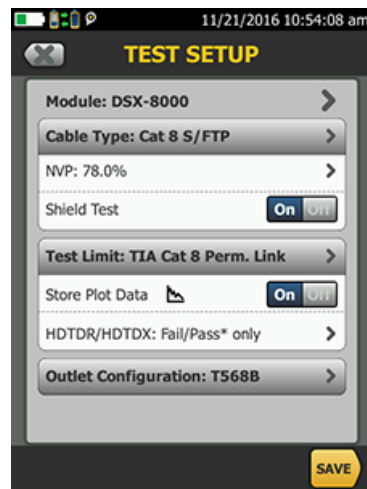 11/21/2016 10:54:08 am
TEST SETUP
Module: DSX-8000
Cable Type: Cat 8 S/FTP
NVP: 78.0%
Shield Test On Off
Test Limit: TIA Cat 8 Perm. Link
Store Plot Data On Off
HDTDR/HDTDX: Fail/Pass* only
Outlet Configuration: T568B
SAVE